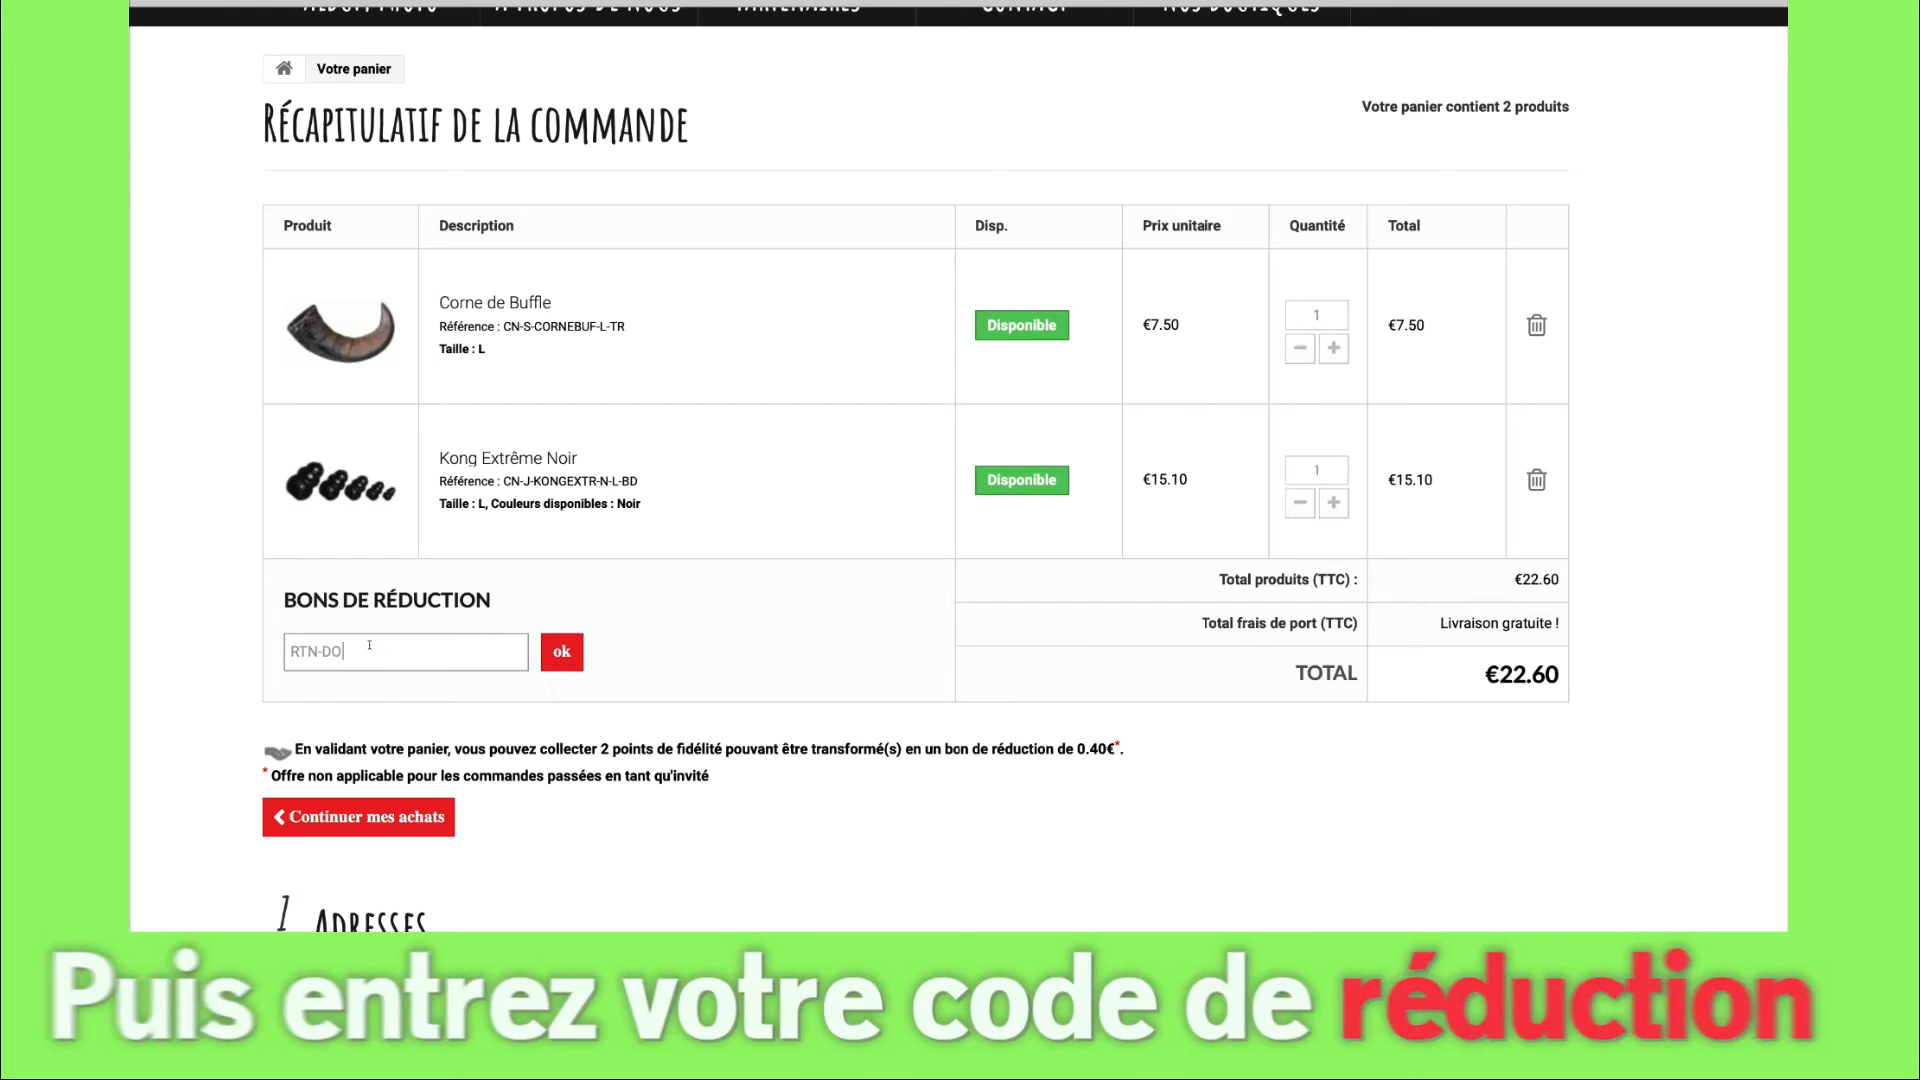 Votre panier
Récapitulatif de la commande
Votre panier contient 2 produits
Produit Description Disp. Prix unitaire Quantité Total
Corne de Buffle
Référence : CN-S-CORNEBUF-L-TR
Taille : L
Disponible
€7.50
1
€7.50
Kong Extrême Noir
Référence : CN-J-KONGEXTR-N-L-BD
Taille : L, Couleurs disponibles : Noir
Disponible
€15.10
1
€15.10
BONS DE RÉDUCTION
RTN-DO
ok
Total produits (TTC) : €22.60
Total frais de port (TTC) Livraison gratuite !
TOTAL €22.60
En validant votre panier, vous pouvez collecter 2 points de fidélité pouvant être transformé(s) en un bon de réduction de 0.40€*.
* Offre non applicable pour les commandes passées en tant qu'invité
Continuer mes achats
1 Adresses
Puis entrez votre code de réduction